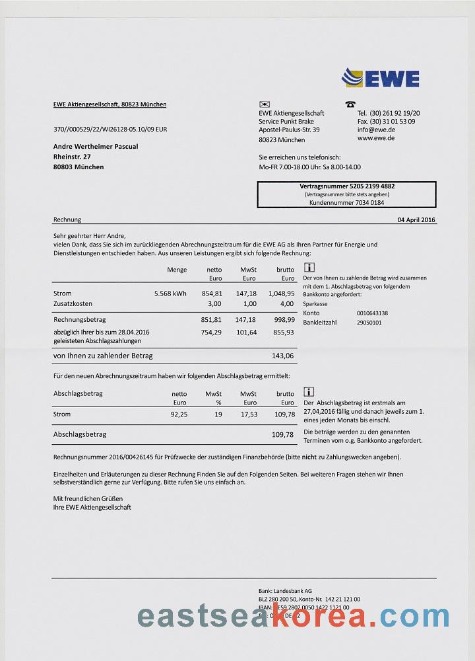 EWE
EWE Aktiengesellschaft, 80823 München
370//000529/22/WI26128-05.10/09 EUR
Andre Wertheimer Pascual
Rheinstr. 27
80803 München
EWE Aktiengesellschaft
Service Punkt Brake
Apostel-Paulus-Str. 39
80823 München
Tel. (30) 261 92 19/20
Fax. (30) 31 01 53 09
info@ewe.de
www.ewe.de
Sie erreichen uns telefonisch:
Mo-FR 7.00-18.00 Uhr Sa 8.00-14.00
Vertragsnummer 5205 2199 4882
(Vertragsnummer bitte stets angeben)
Kundennummer 7034 0184
Rechnung 04 April 2016
Sehr geehrter Herr Andre,
vielen Dank, dass Sie sich im zurückliegenden Abrechnungszeitraum für die EWE AG als Ihren Partner für Energie und
Dienstleistungen entschieden haben. Aus unseren Leistungen ergibt sich folgende Rechnung:
Menge netto MwSt brutto
Euro Euro Euro
Strom 5.568 kWh 854,81 147,18 1,048,95
Zusatzkosten 3,00 1,00 4,00
Rechnungsbetrag 851,81 147,18 998,99
abzüglich Ihrer bis zum 28.04.2016 754,29 101,64 855,93
geleisteten Abschlagszahlungen
von Ihnen zu zahlender Betrag 143,06
Der von Ihnen zu zahlende Betrag wird zusammen
mit dem 1. Abschlagsbetrag von folgendem
Bankkonto angefordert:
Sparkasse
Konto 0010643138
Bankleitzahl 29050101
Für den neuen Abrechnungszeitraum haben wir folgenden Abschlagsbetrag ermittelt:
Abschlagsbetrag netto MwSt MwSt brutto
Euro % Euro Euro
Strom 92,25 19 17,53 109,78
Abschlagsbetrag 109,78
Der Abschlagsbetrag ist erstmals am
27,04,2016 fällig und danach jeweils zum 1.
eines jeden Monats bis einschl.
Die beträge werden zu den genannten
Terminen vom o.g. Bankkonto angefordert.
Rechnungsnummer 2016/00426145 für Prüfzwecke der zuständigen Finanzbehörde (bitte nicht zu Zahlungswecken angeben).
Einzelheiten und Erläuterungen zu dieser Rechnung Finden Sie auf den Folgenden Seiten. Bei weiteren Fragen stehen wir Ihnen
selbstverständlich gerne zur Verfügung. Bitte rufen Sie uns einfach an.
Mit freundlichen Grüßen
Ihre EWE Aktiengesellschaft
Bank: Landesbank AG
BLZ 280 200 50, Konto-Nr. 142 21 121 00
eastseakorea.com